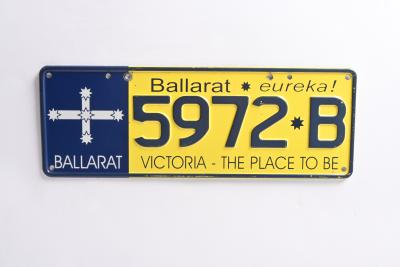 Ballarat * eureka!
5972*B
BALLARAT
VICTORIA - THE PLACE TO BE